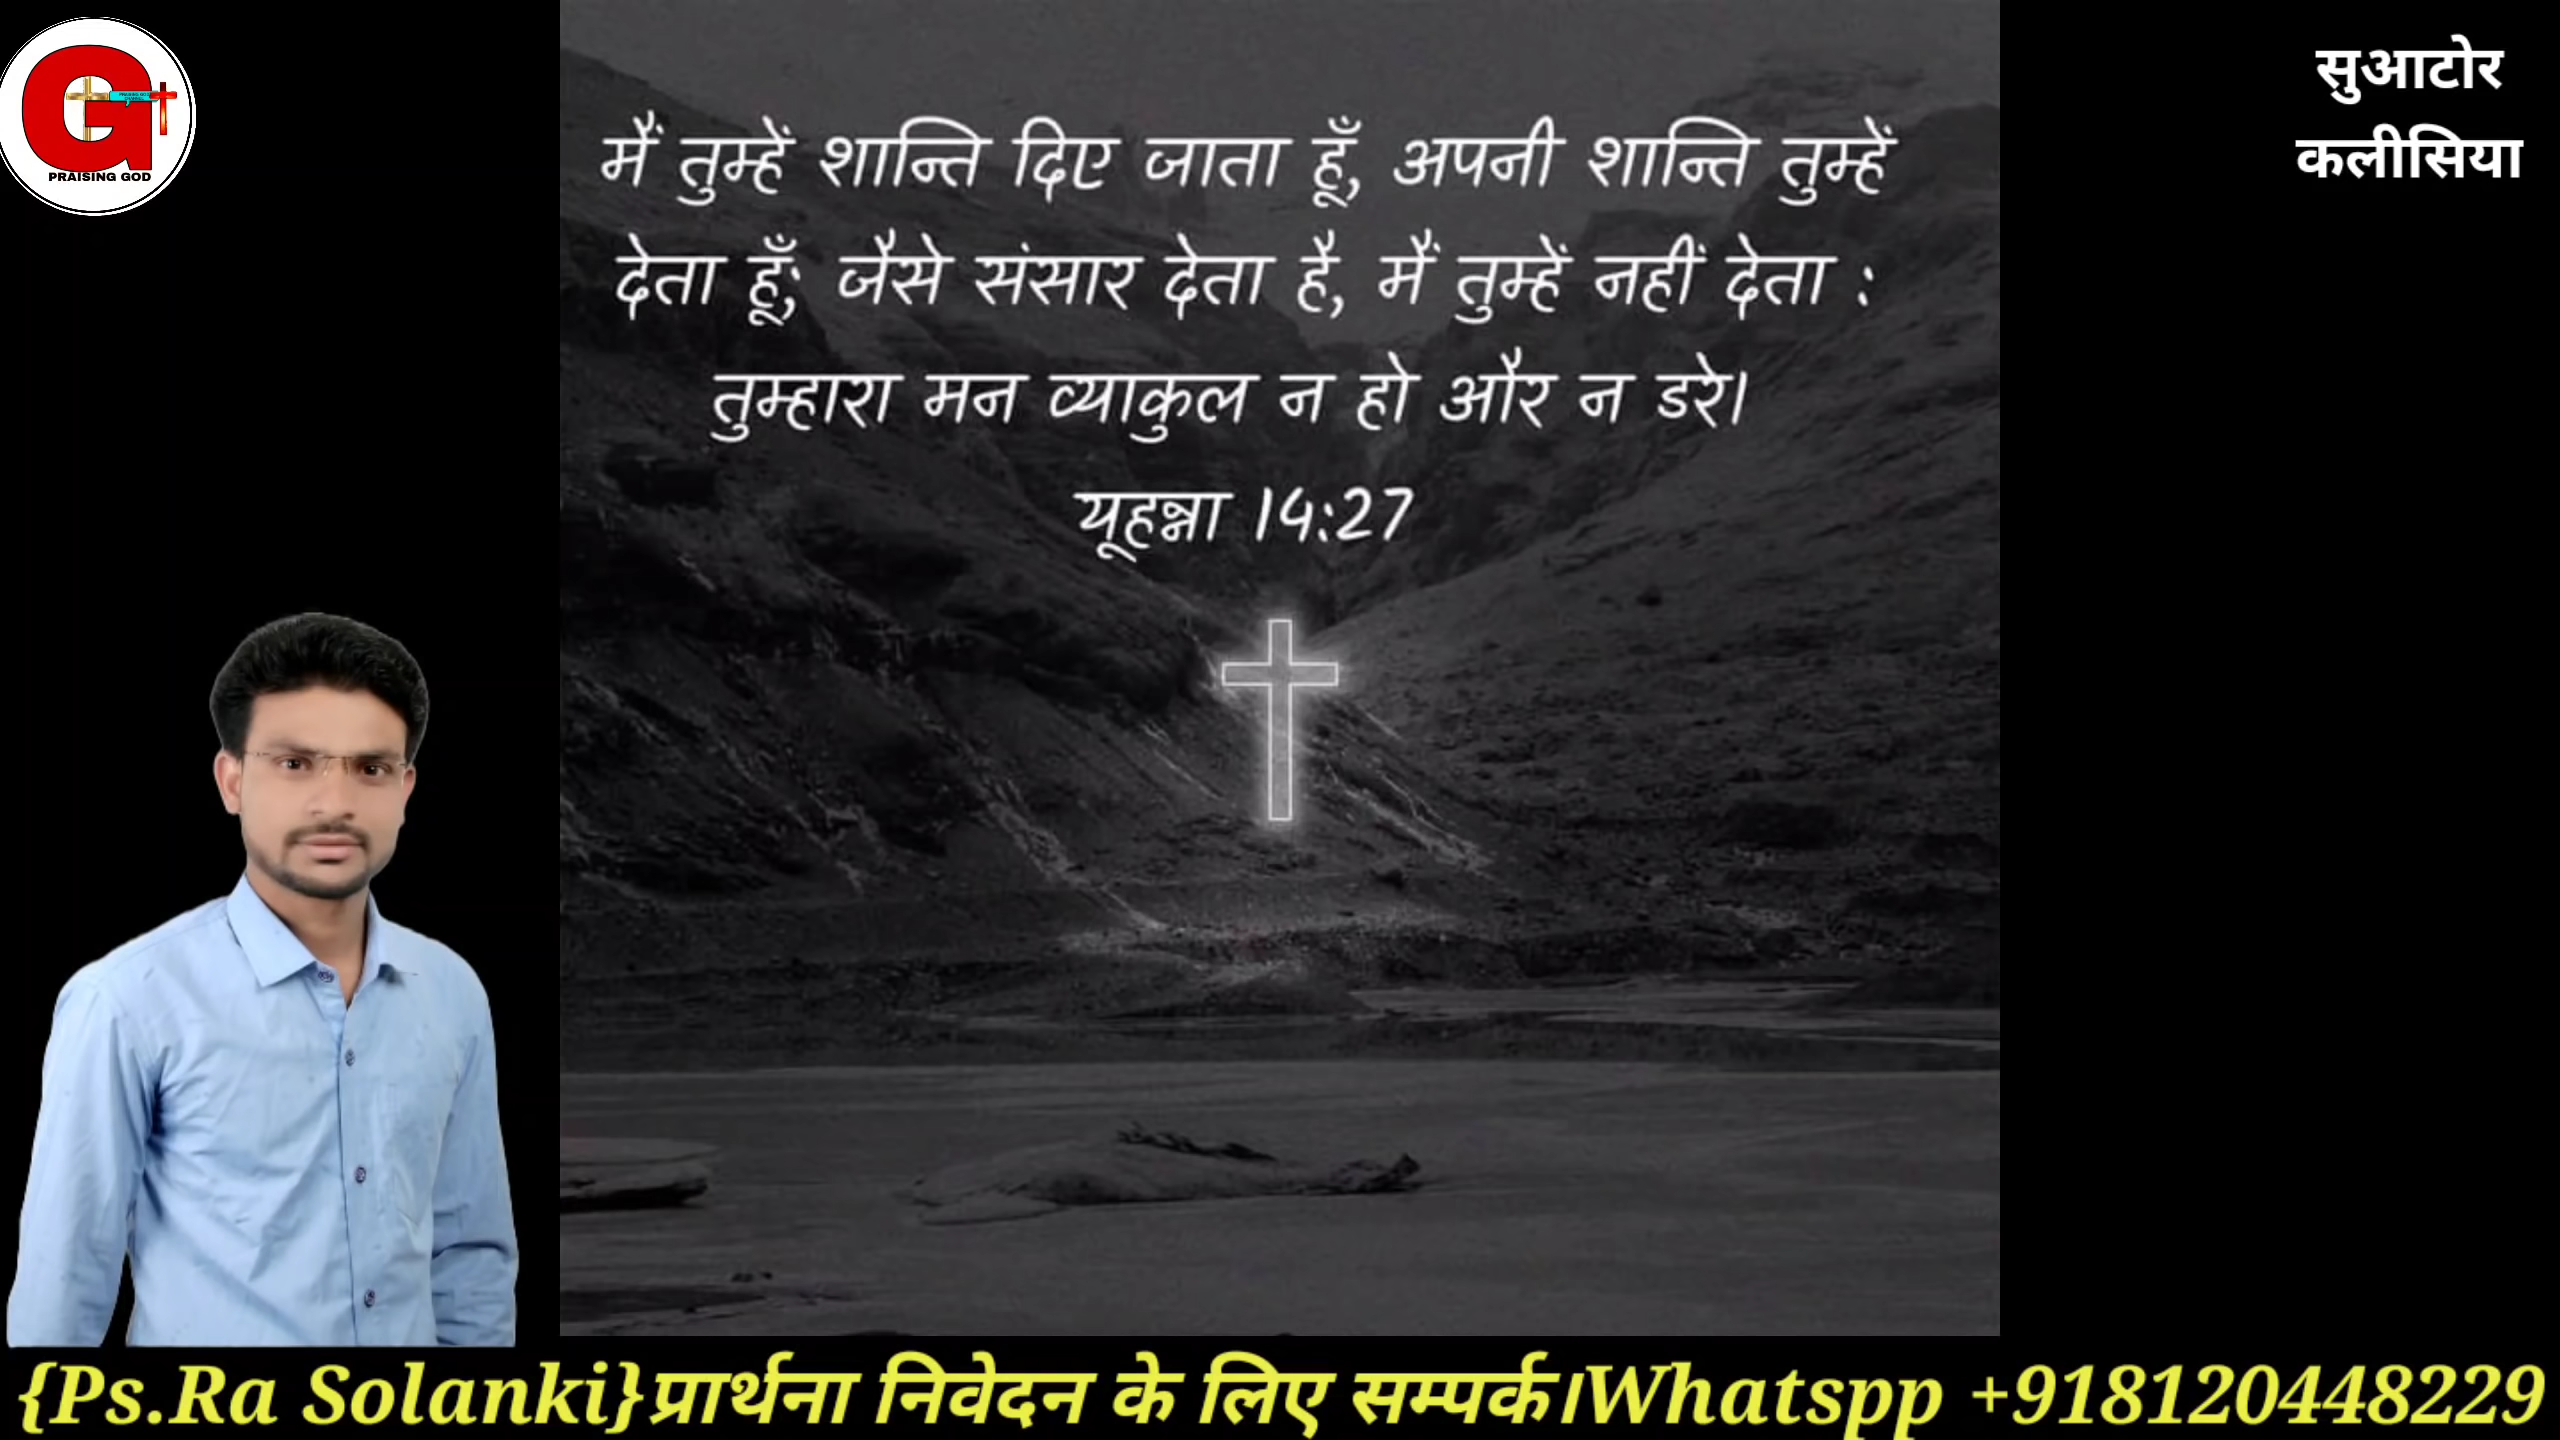 PRAISING GOD
सुआटोर
कलीसिया
मैं तुम्हें शान्ति दिए जाता हूँ, अपनी शान्ति तुम्हें
देता हूँ; जैसे संसार देता है, मैं तुम्हें नहीं देता :
तुम्हारा मन व्याकुल न हो और न डरे।
यूहन्ना 14:27
{Ps.Ra Solanki}प्रार्थना निवेदन के लिए सम्पर्क।Whatspp +918120448229